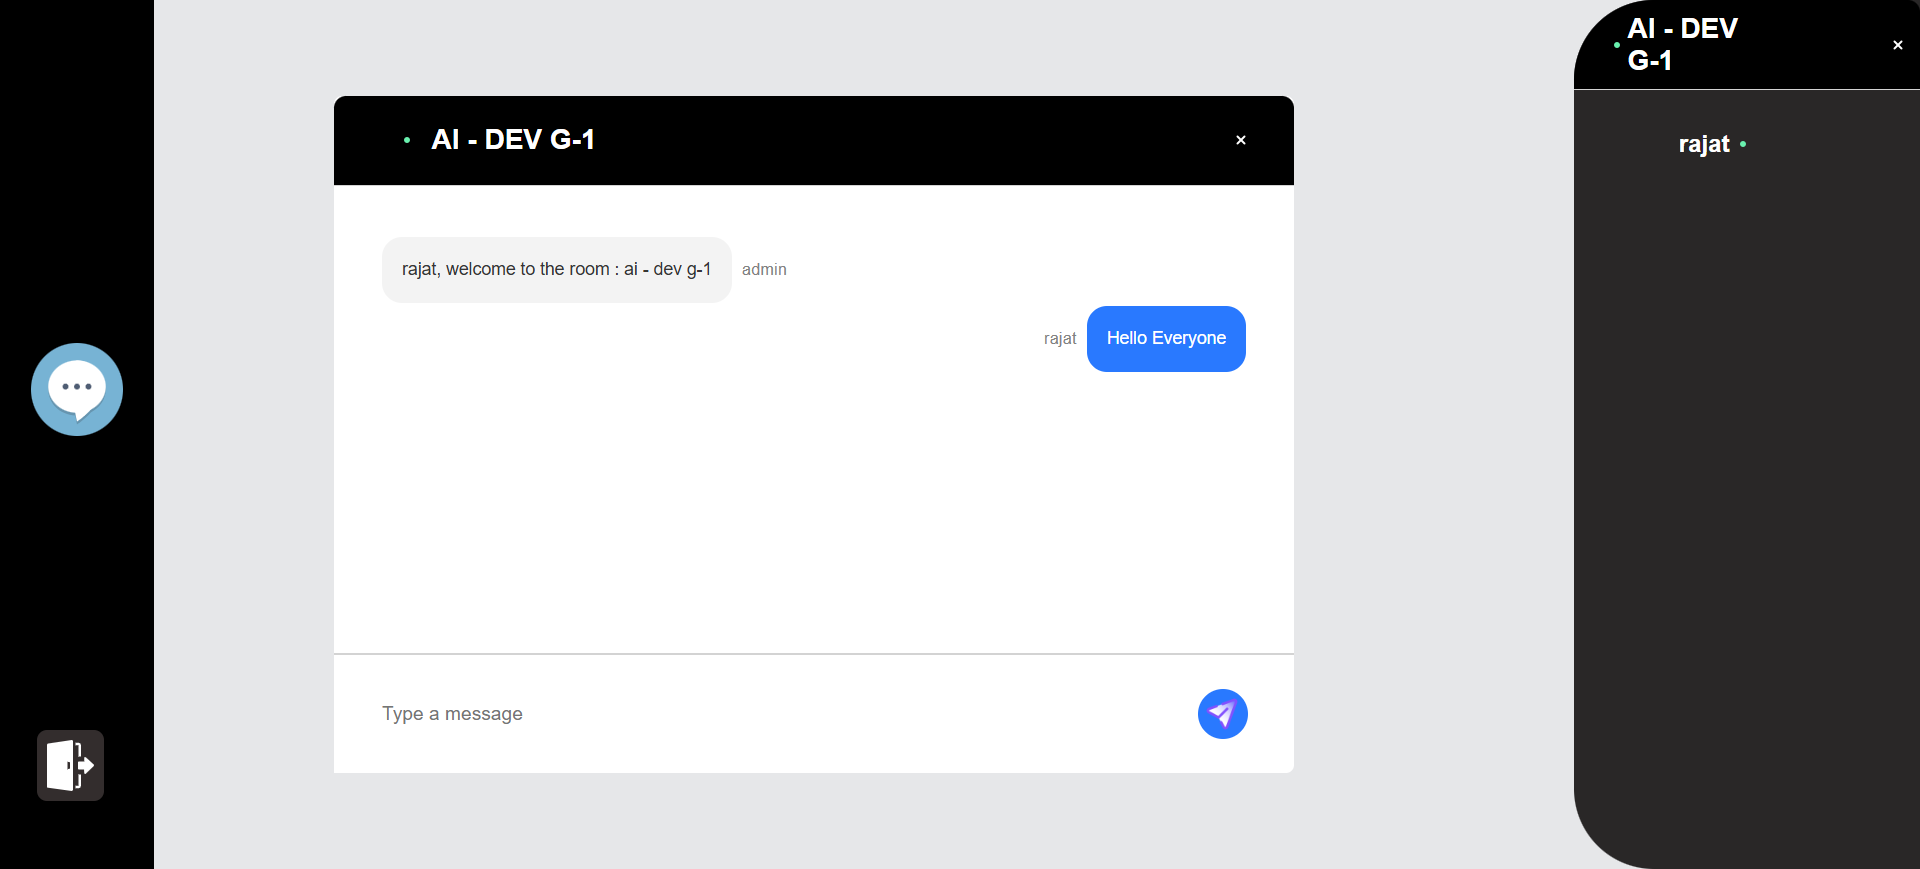 AI - DEV G-1
×
rajat, welcome to the room : ai - dev g-1
admin
rajat
Hello Everyone
Type a message
AI - DEV
G-1
×
rajat